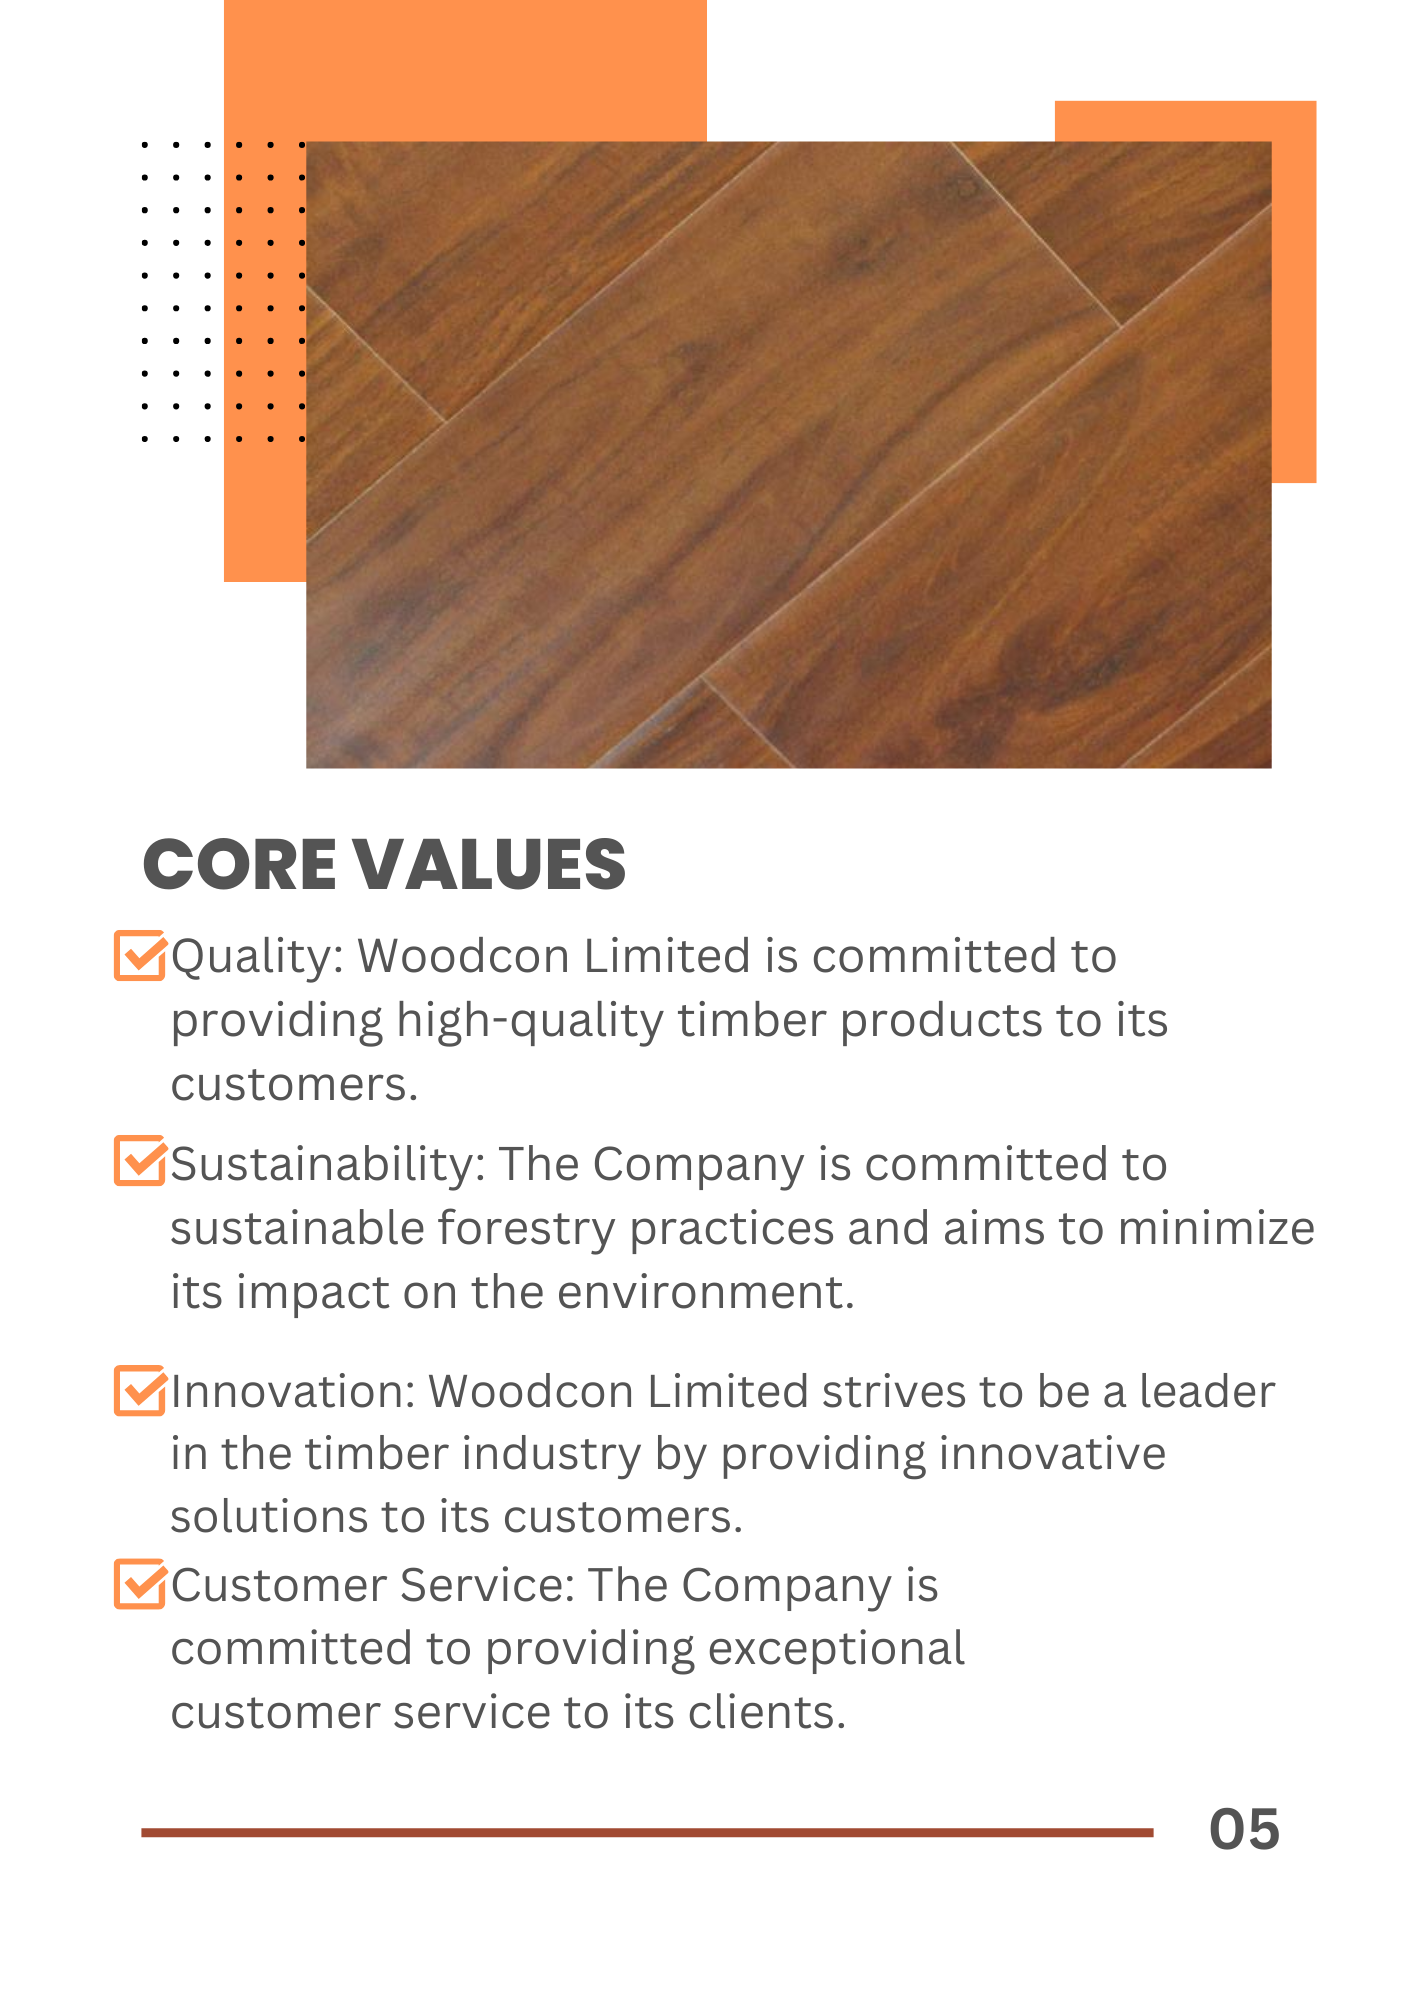 CORE VALUES
Quality: Woodcon Limited is committed to
providing high-quality timber products to its
customers.
Sustainability: The Company is committed to
sustainable forestry practices and aims to minimize
its impact on the environment.
Innovation: Woodcon Limited strives to be a leader
in the timber industry by providing innovative
solutions to its customers.
Customer Service: The Company is
committed to providing exceptional
customer service to its clients.
05